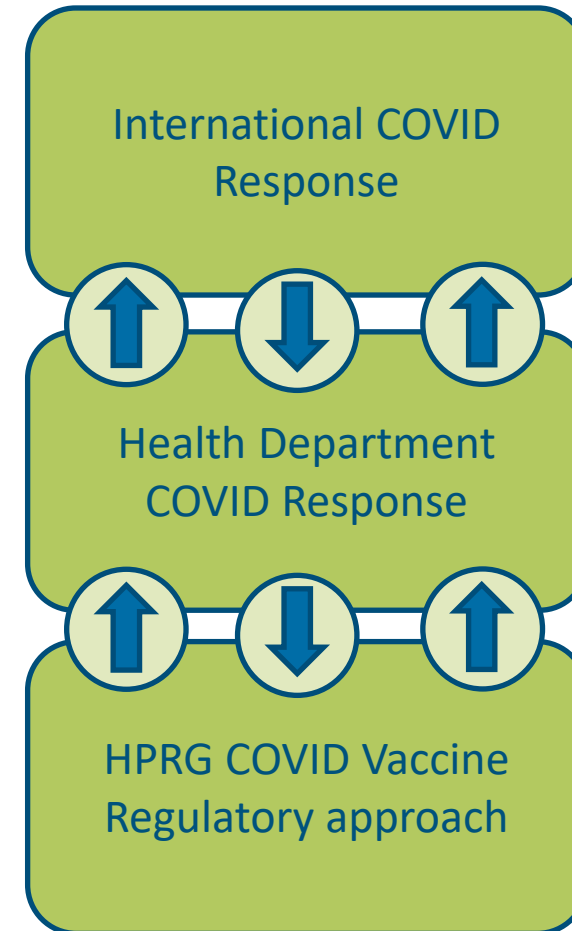 International COVID
Response
Health Department
COVID Response
HPRG COVID Vaccine
Regulatory approach